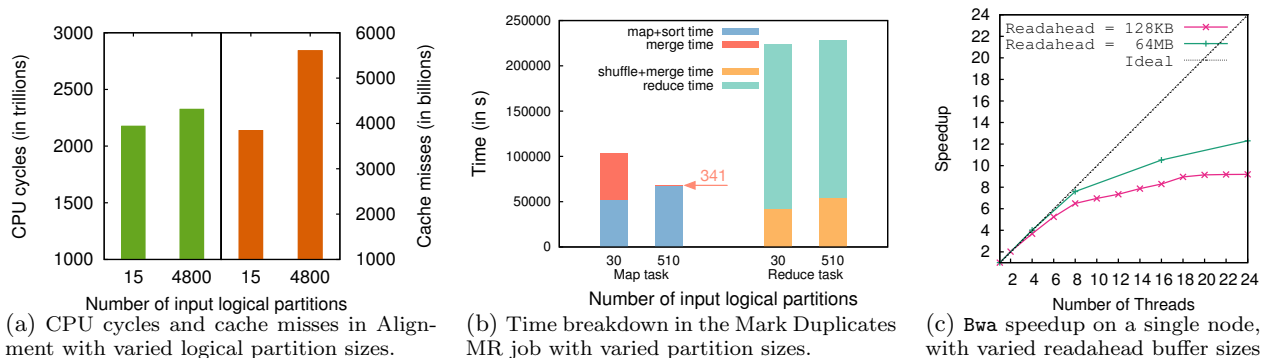 3000
2500
2000
1500
1000
CPU cycles (in trillions)
6000
5000
4000
3000
2000
1000
Cache misses (in billions)
15 4800 15 4800
Number of input logical partitions
(a) CPU cycles and cache misses in Align-
ment with varied logical partition sizes.
250000
200000
150000
100000
50000
0
Time (in s)
map+sort time
merge time
shuffle+merge time
reduce time
341
30 510 30 510
Map task Reduce task
Number of input logical partitions
(b) Time breakdown in the Mark Duplicates
MR job with varied partition sizes.
24
22
20
18
16
14
12
10
8
6
4
2
Speedup
Readahead = 128KB
Readahead = 64MB
Ideal
2 4 6 8 10 12 14 16 18 20 22 24
Number of Threads
(c) Bwa speedup on a single node,
with varied readahead buffer sizes